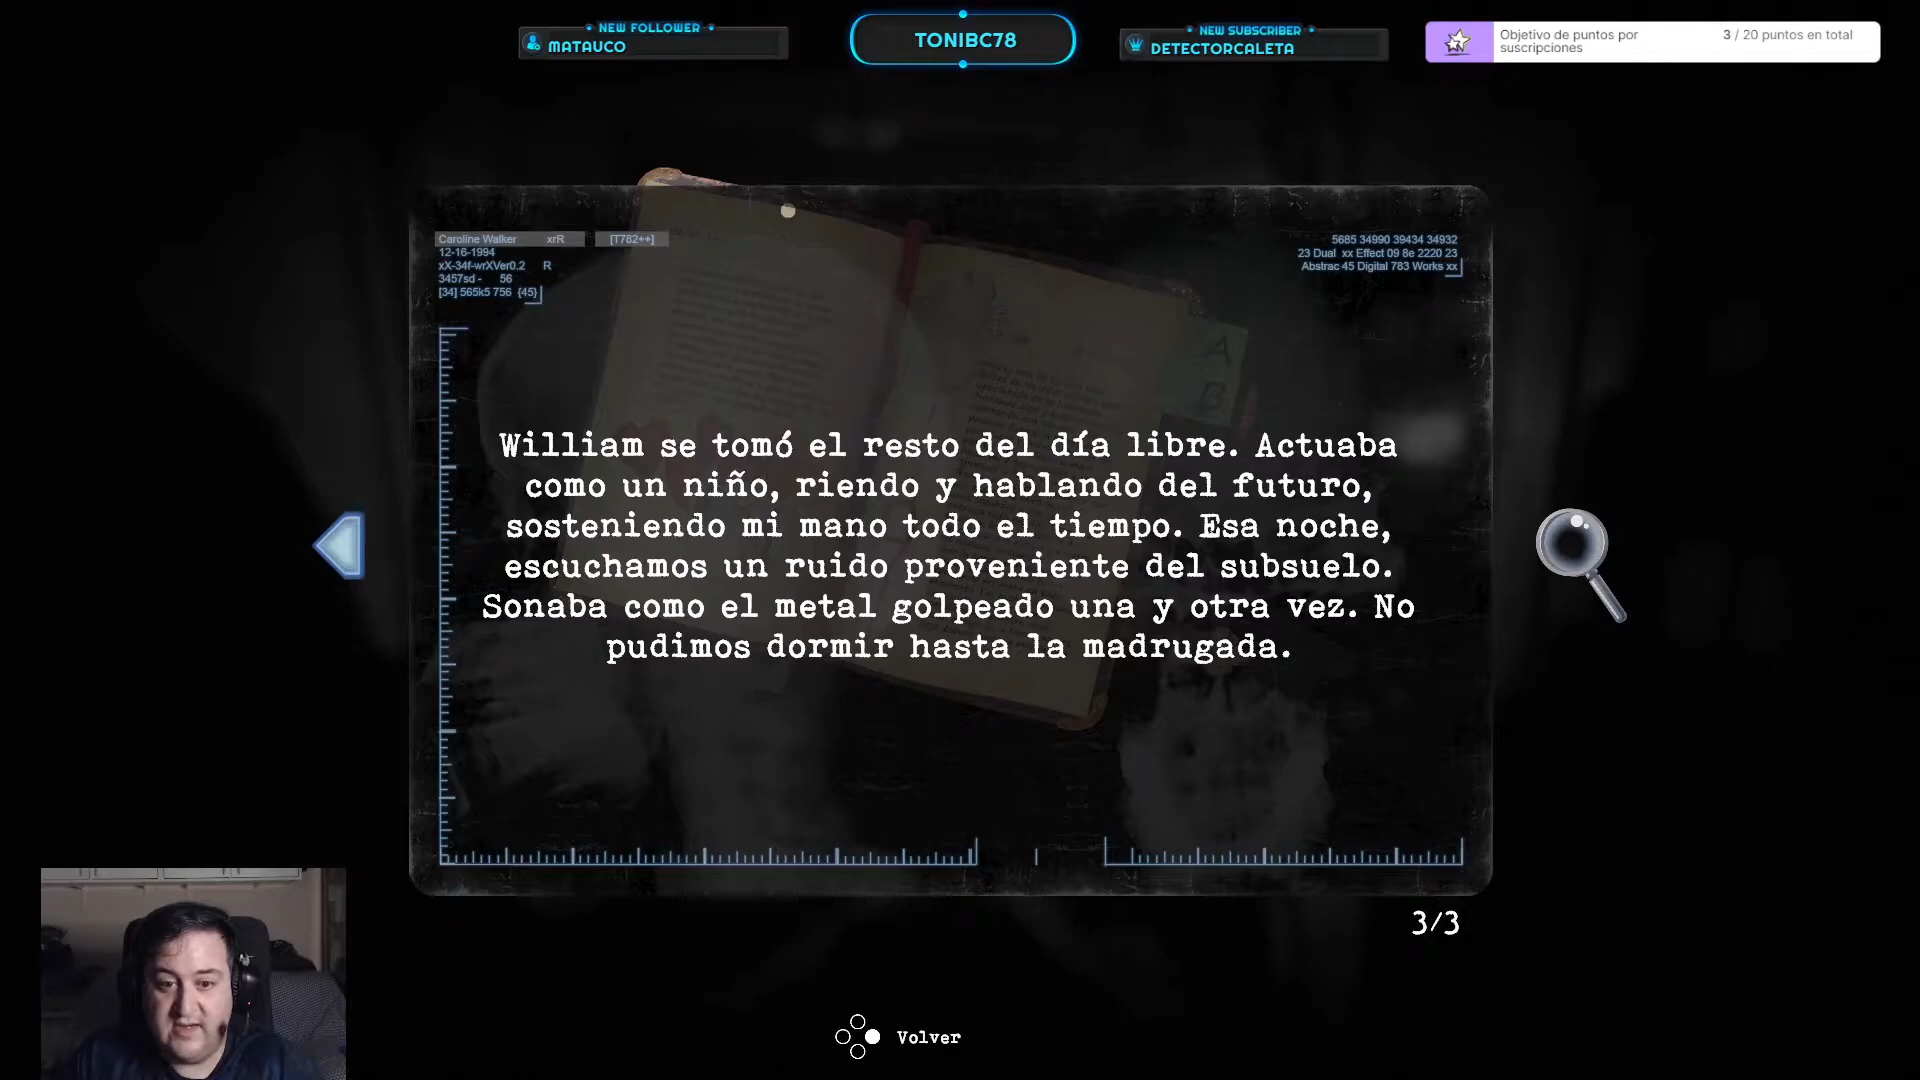 NEW FOLLOWER
MATAUCO
TONIBC78
NEW SUBSCRIBER
DETECTORCALETA
Objetivo de puntos por
suscripciones
3 / 20 puntos en total
Caroline Walker xrR [T782++]
12-16-1994
xX-34f-wrXVer0.2 R
3457sd - 56
[34] 565k5 756 {45}
5685 34990 39434 34932
23 Dual xx Effect 09 8e 2220 23
Abstrac 45 Digital 783 Works xx
A
B
William se tomó el resto del día libre. Actuaba
como un niño, riendo y hablando del futuro,
sosteniendo mi mano todo el tiempo. Esa noche,
escuchamos un ruido proveniente del subsuelo.
Sonaba como el metal golpeado una y otra vez. No
pudimos dormir hasta la madrugada.
3/3
Volver